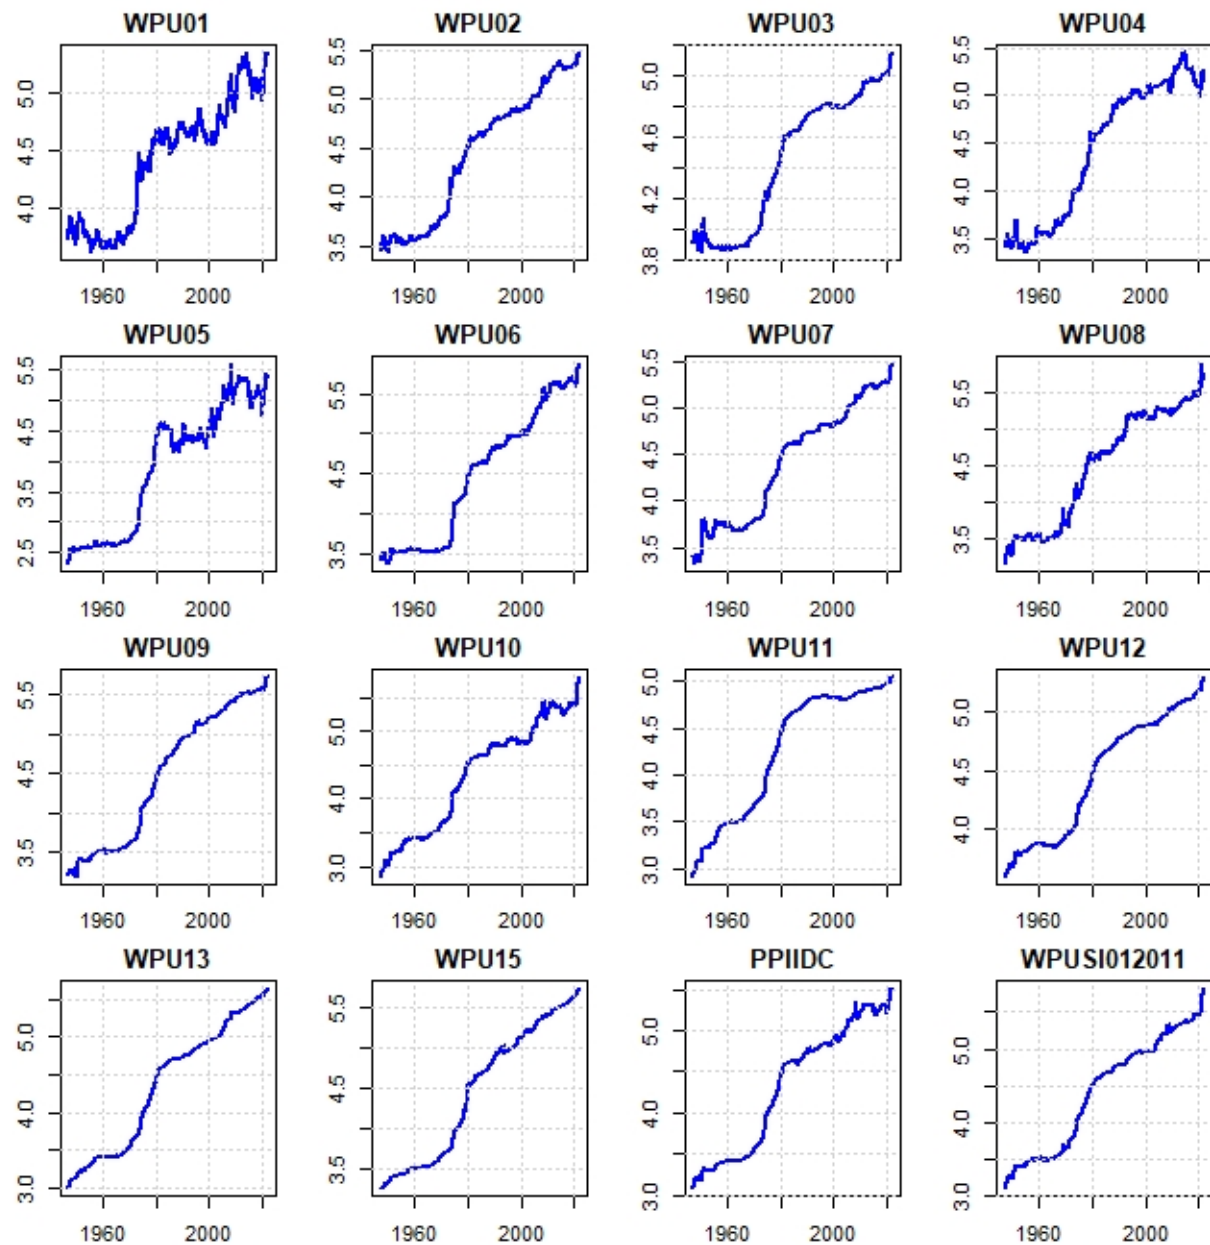 WPU01 WPU02 WPU03 WPU04
4.0 4.5 5.0 3.5 4.0 4.5 5.0 5.5 3.8 4.2 4.6 5.0 3.5 4.0 4.5 5.0 5.5
1960 2000 1960 2000 1960 2000 1960 2000
WPU05 WPU06 WPU07 WPU08
2.5 3.5 4.5 5.5 3.5 4.5 5.5 3.5 4.0 4.5 5.0 5.5 3.5 4.5 5.5
1960 2000 1960 2000 1960 2000 1960 2000
WPU09 WPU10 WPU11 WPU12
3.5 4.5 5.5 3.0 4.0 5.0 3.0 3.5 4.0 4.5 5.0 4.0 4.5 5.0
1960 2000 1960 2000 1960 2000 1960 2000
WPU13 WPU15 PPIIDC WPUSI012011
3.0 4.0 5.0 3.5 4.5 5.5 3.0 4.0 5.0 3.0 4.0 5.0
1960 2000 1960 2000 1960 2000 1960 2000